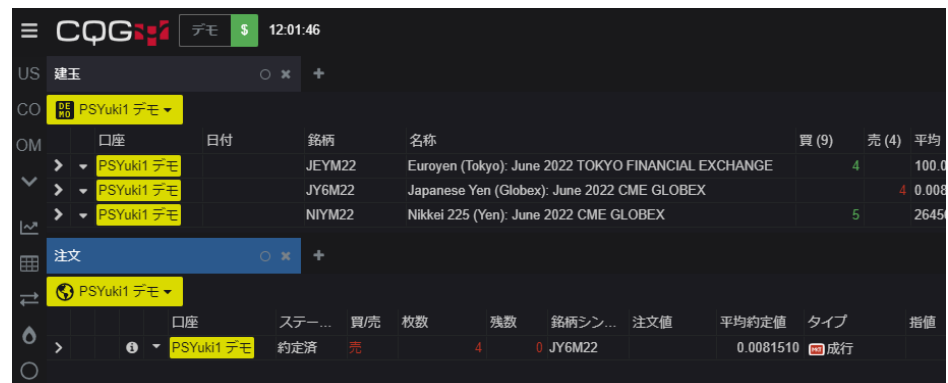 CQG デモ $ 12:01:46
US 建玉
CO DEMO PSYuki1 デモ
OM 口座 日付 銘柄 名称 買 (9) 売 (4) 平均
PSYuki1 デモ JEYM22 Euroyen (Tokyo): June 2022 TOKYO FINANCIAL EXCHANGE 4 100.0
PSYuki1 デモ JY6M22 Japanese Yen (Globex): June 2022 CME GLOBEX 4 0.008
PSYuki1 デモ NIYM22 Nikkei 225 (Yen): June 2022 CME GLOBEX 5 26450
注文
PSYuki1 デモ
口座 ステー... 買/売 枚数 残数 銘柄シン... 注文値 平均約定値 タイプ 指値
PSYuki1 デモ 約定済 売 4 0 JY6M22 0.0081510 成行